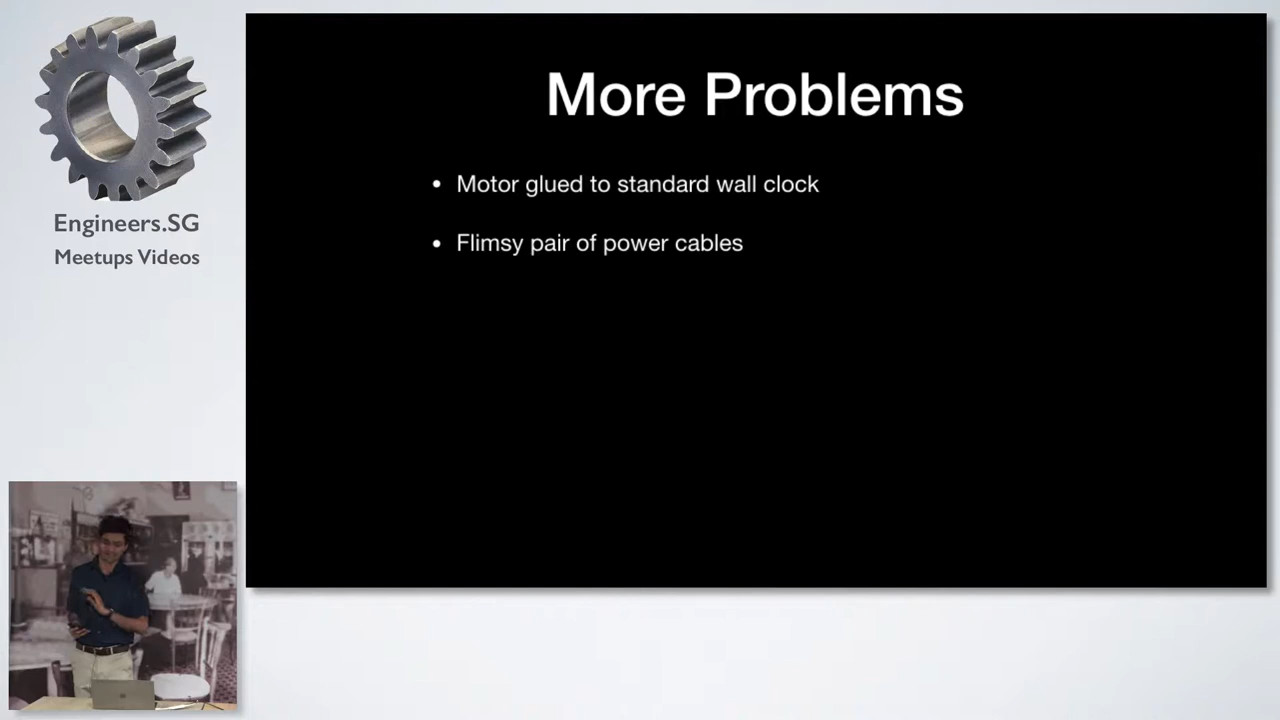 Engineers.SG
Meetups Videos
More Problems
• Motor glued to standard wall clock
• Flimsy pair of power cables